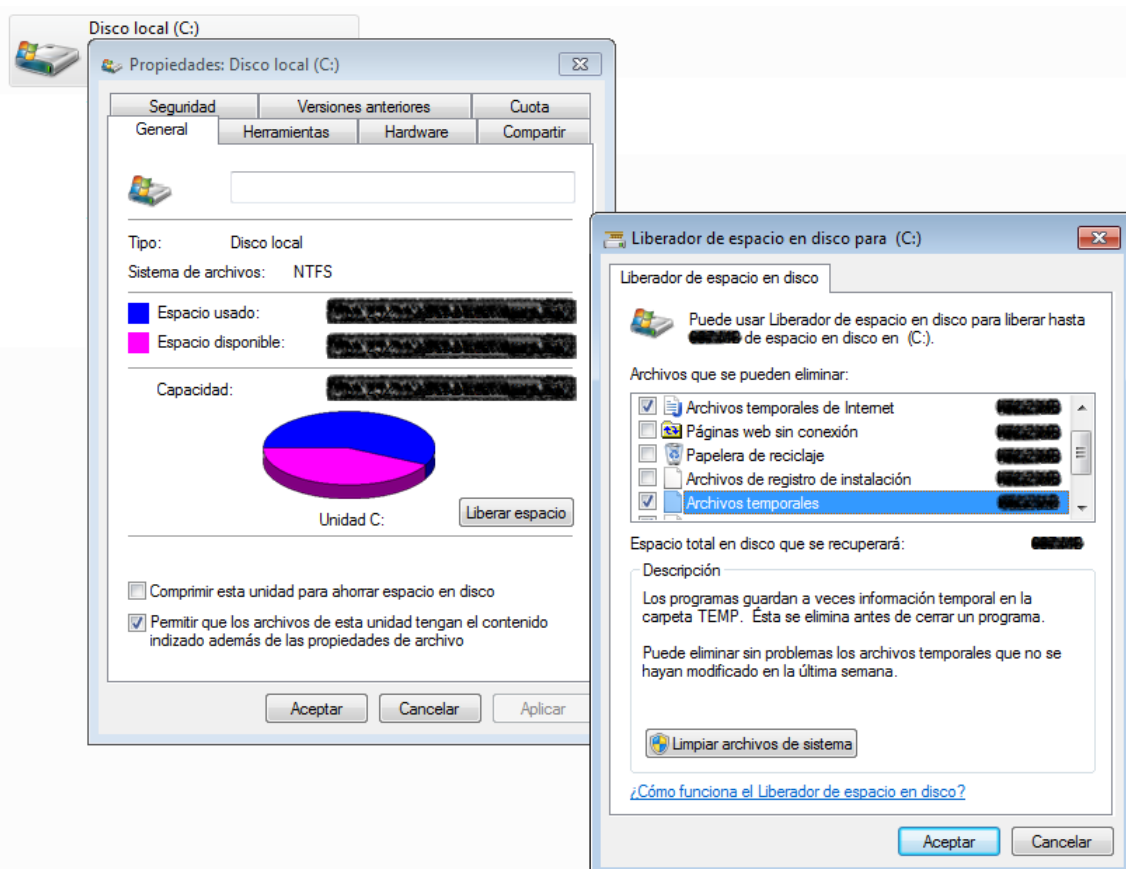 Disco local (C:)
Propiedades: Disco local (C:)
Seguridad
Versiones anteriores
Cuota
General
Herramientas
Hardware
Compartir
Tipo:
Disco local
Sistema de archivos:
NTFS
Espacio usado:
Espacio disponible:
Capacidad:
Unidad C:
Liberar espacio
Comprimir esta unidad para ahorrar espacio en disco
Permitir que los archivos de esta unidad tengan el contenido
indizado además de las propiedades de archivo
Aceptar
Cancelar
Aplicar
Liberador de espacio en disco para (C:)
Liberador de espacio en disco
Puede usar Liberador de espacio en disco para liberar hasta
de espacio en disco en (C:).
Archivos que se pueden eliminar:
Archivos temporales de Internet
Páginas web sin conexión
Papelera de reciclaje
Archivos de registro de instalación
Archivos temporales
Espacio total en disco que se recuperará:
Descripción
Los programas guardan a veces información temporal en la
carpeta TEMP. Ésta se elimina antes de cerrar un programa.
Puede eliminar sin problemas los archivos temporales que no se
hayan modificado en la última semana.
Limpiar archivos de sistema
¿Cómo funciona el Liberador de espacio en disco?
Aceptar
Cancelar